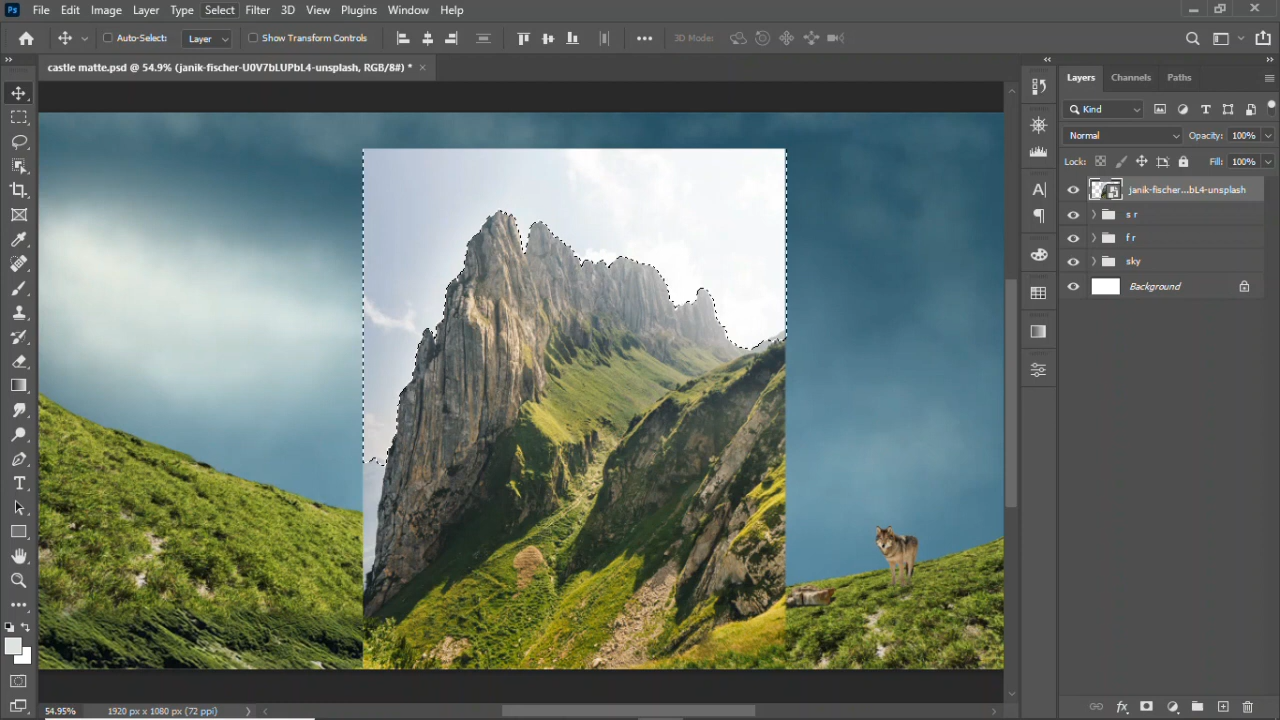 Ps File Edit Image Layer Type Select Filter 3D View Plugins Window Help
Auto-Select: Layer Show Transform Controls 3D Mode:
castle matte.psd @ 54.9% (janik-fischer-U0V7bLUPbL4-unsplash, RGB/8#) *
Layers Channels Paths
Kind
Normal Opacity: 100%
Lock: Fill: 100%
janik-fischer...bL4-unsplash
s r
f r
sky
Background
54.95% 1920 px x 1080 px (72 ppi)